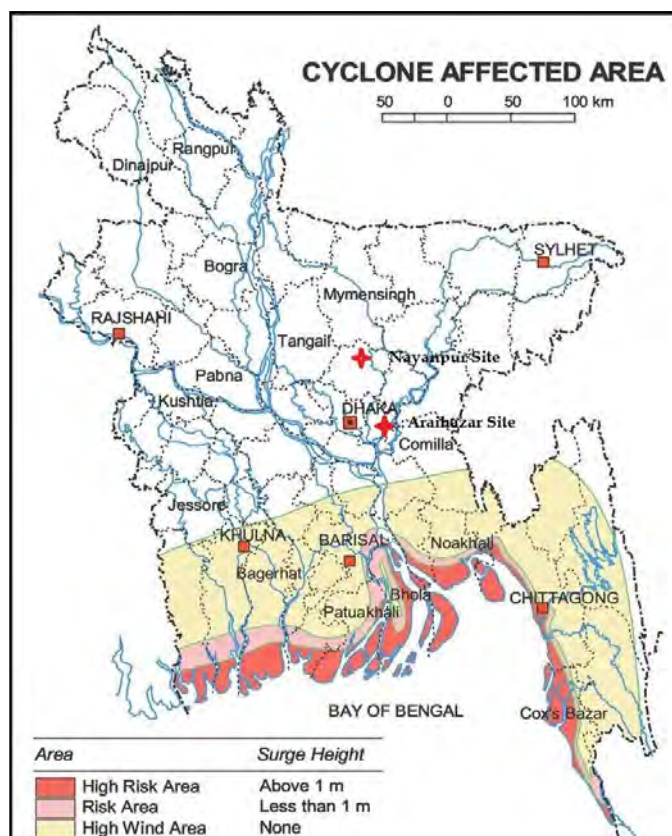 CYCLONE AFFECTED AREA
50 0 50 100 km
Rangpur
Dinajpur
SYLHET
Bogra
Mymensingh
RAJSHAHI
Tangail
Nayanpur Site
Pabna
Kushtia
DHAKA
Araihazar Site
Comilla
Jessore
KHULNA
BARISAL
Noakhali
Bagerhat
Bhola
CHITTAGONG
Patuakhali
BAY OF BENGAL
Cox's Bazar
Area Surge Height
High Risk Area Above 1 m
Risk Area Less than 1 m
High Wind Area None